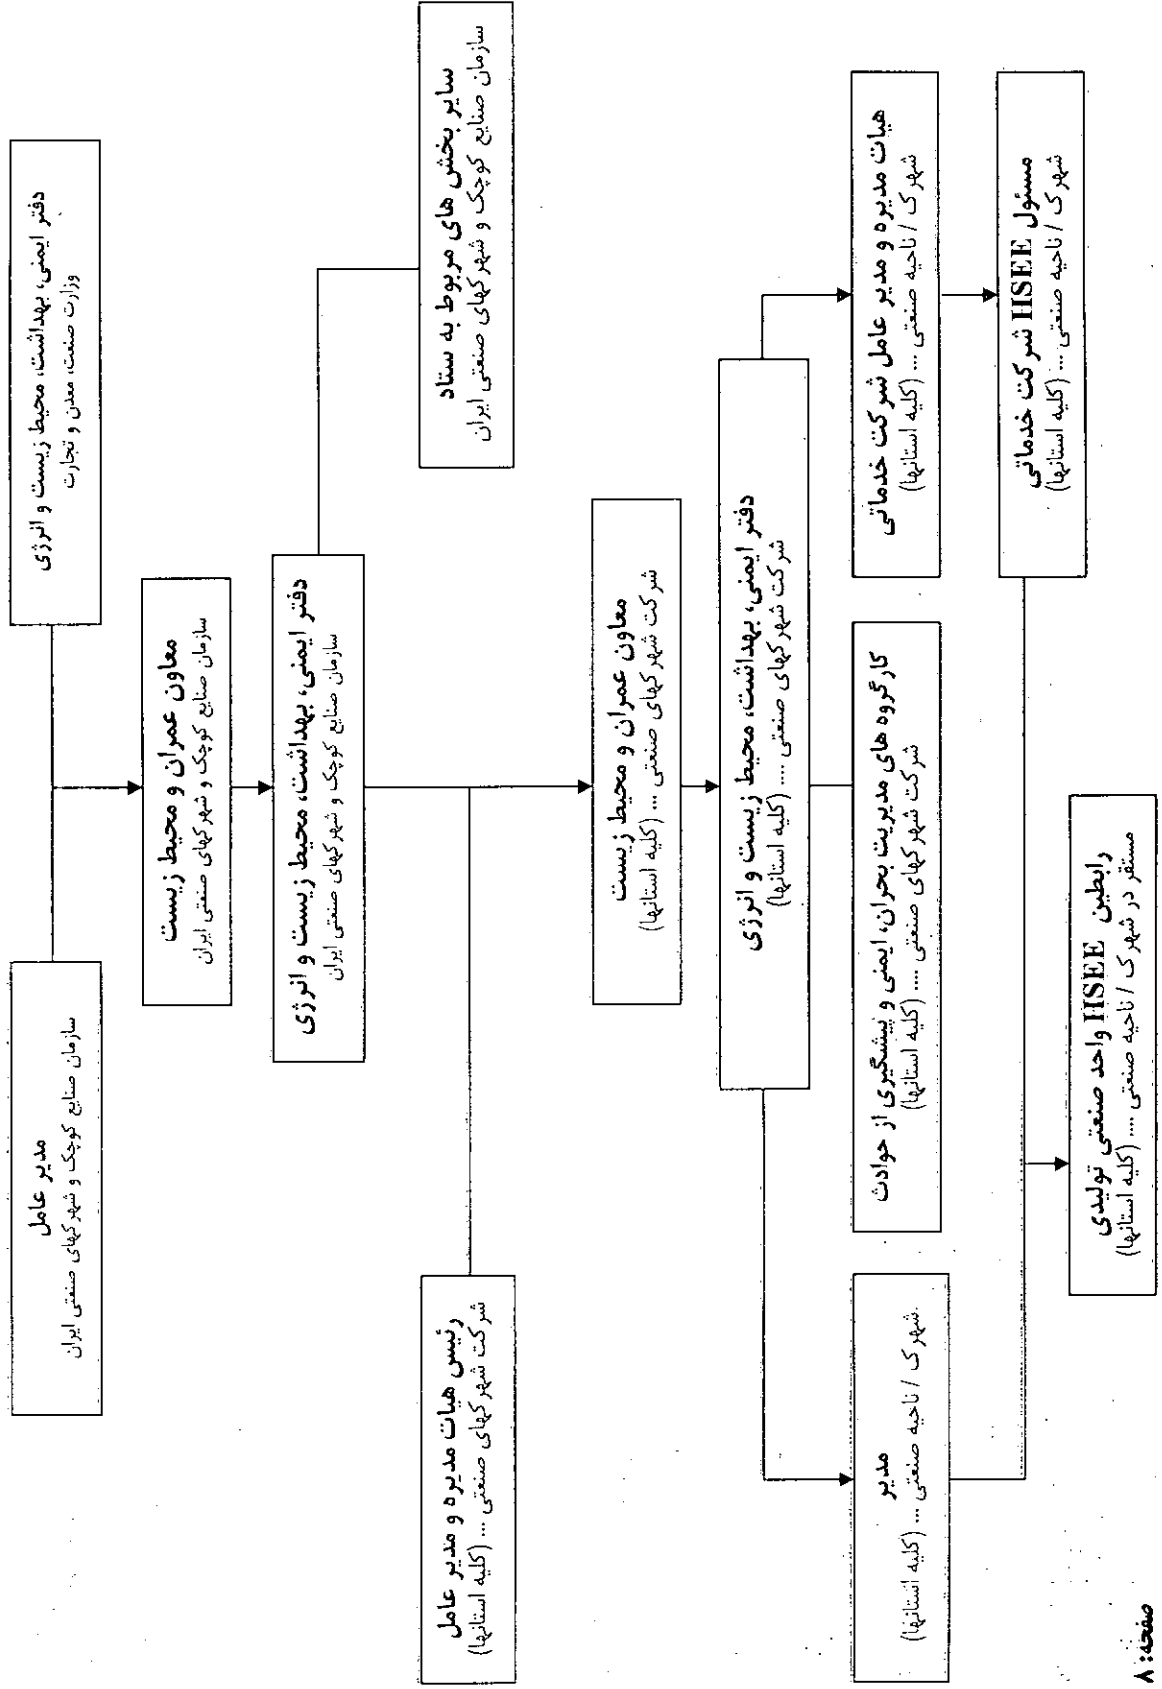 دفتر ایمنی، بهداشت، محیط زیست و انرژی
وزارت صنعت، معدن و تجارت
مدیر عامل
سازمان صنایع کوچک و شهرکهای صنعتی ایران
معاون عمران و محیط زیست
سازمان صنایع کوچک و شهرکهای صنعتی ایران
دفتر ایمنی، بهداشت، محیط زیست و انرژی
سازمان صنایع کوچک و شهرکهای صنعتی ایران
سایر بخش های مربوط به ستاد
سازمان صنایع کوچک و شهرکهای صنعتی ایران
رئیس هیات مدیره و مدیر عامل
شرکت شهرکهای صنعتی ... (کلیه استانها)
معاون عمران و محیط زیست
شرکت شهرکهای صنعتی ... (کلیه استانها)
دفتر ایمنی، بهداشت، محیط زیست و انرژی
شرکت شهرکهای صنعتی .... (کلیه استانها)
هیات مدیره و مدیر عامل شرکت خدماتی
شهرک / ناحیه صنعتی ... (کلیه استانها)
کارگروه های مدیریت بحران، ایمنی و پیشگیری از حوادث
شرکت شهرکهای صنعتی .... (کلیه استانها)
مدیر
شهرک / ناحیه صنعتی ... (کلیه استانها)
مسئول HSEE شرکت خدماتی
شهرک / ناحیه صنعتی ... (کلیه استانها)
رابطین HSEE واحد صنعتی تولیدی
مستقر در شهرک / ناحیه صنعتی .... (کلیه استانها)
صفحه: ۸